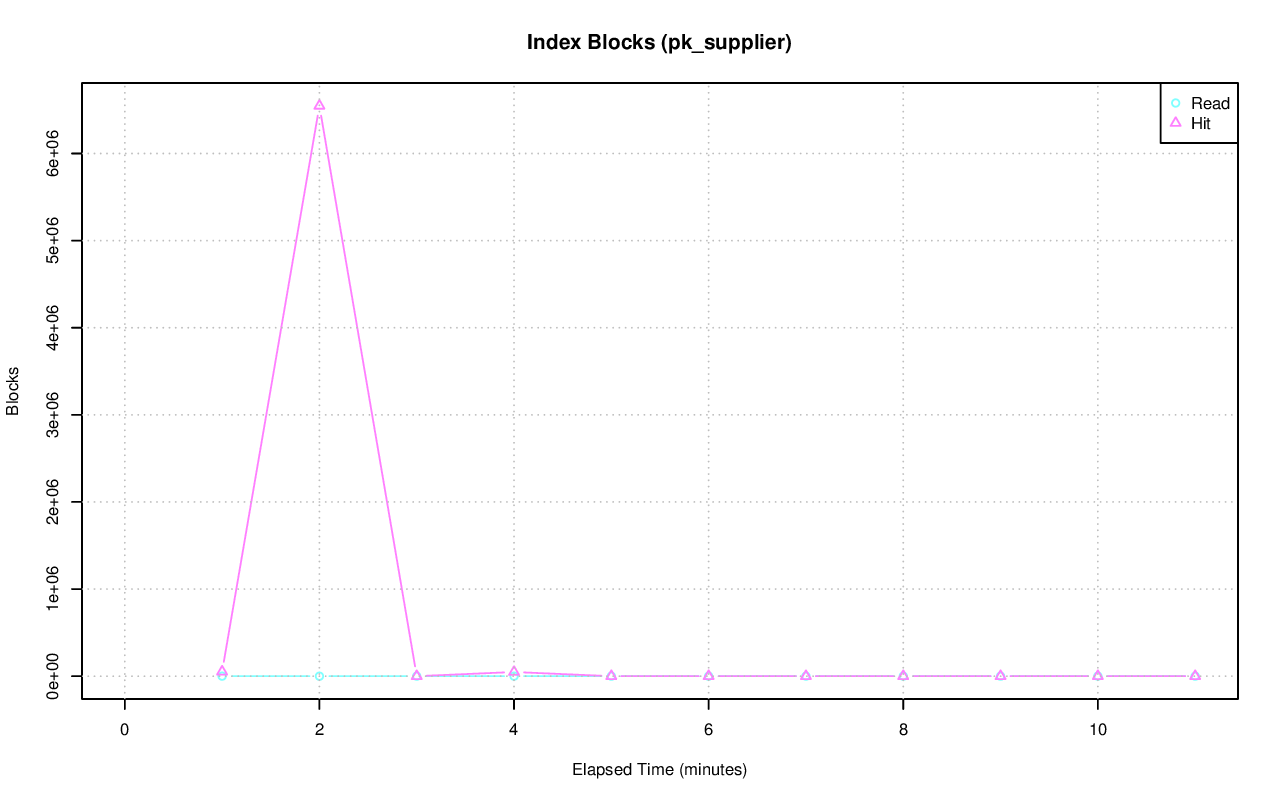 Index Blocks (pk_supplier)
Read
Hit
6e+06
5e+06
4e+06
3e+06
2e+06
1e+06
0e+00
Blocks
0 2 4 6 8 10
Elapsed Time (minutes)